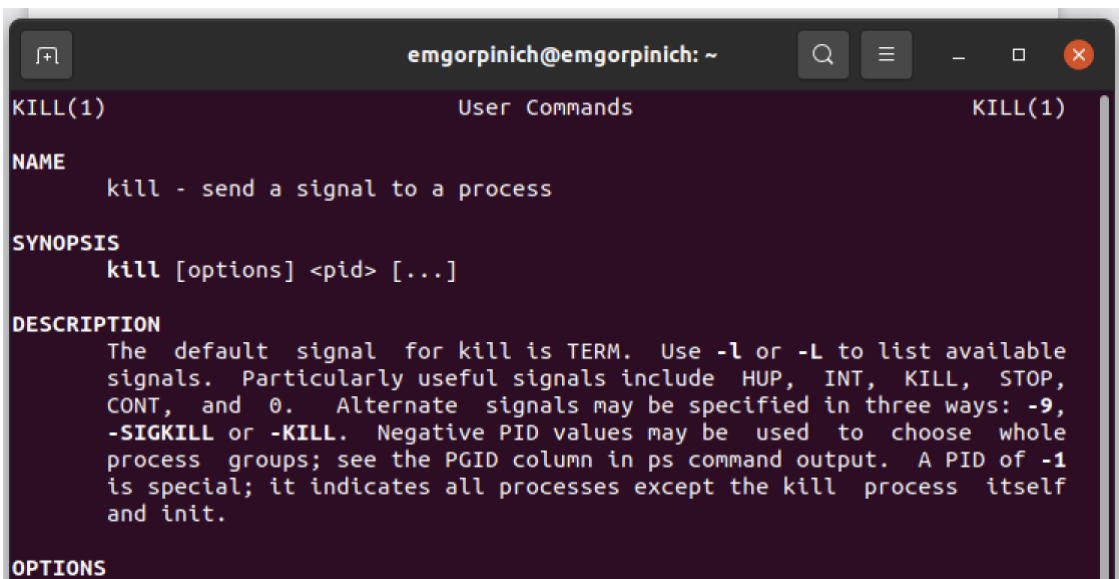 emgorpinich@emgorpinich: ~
KILL(1) User Commands KILL(1)
NAME
kill - send a signal to a process
SYNOPSIS
kill [options] <pid> [...]
DESCRIPTION
The default signal for kill is TERM. Use -l or -L to list available
signals. Particularly useful signals include HUP, INT, KILL, STOP,
CONT, and 0. Alternate signals may be specified in three ways: -9,
-SIGKILL or -KILL. Negative PID values may be used to choose whole
process groups; see the PGID column in ps command output. A PID of -1
is special; it indicates all processes except the kill process itself
and init.
OPTIONS